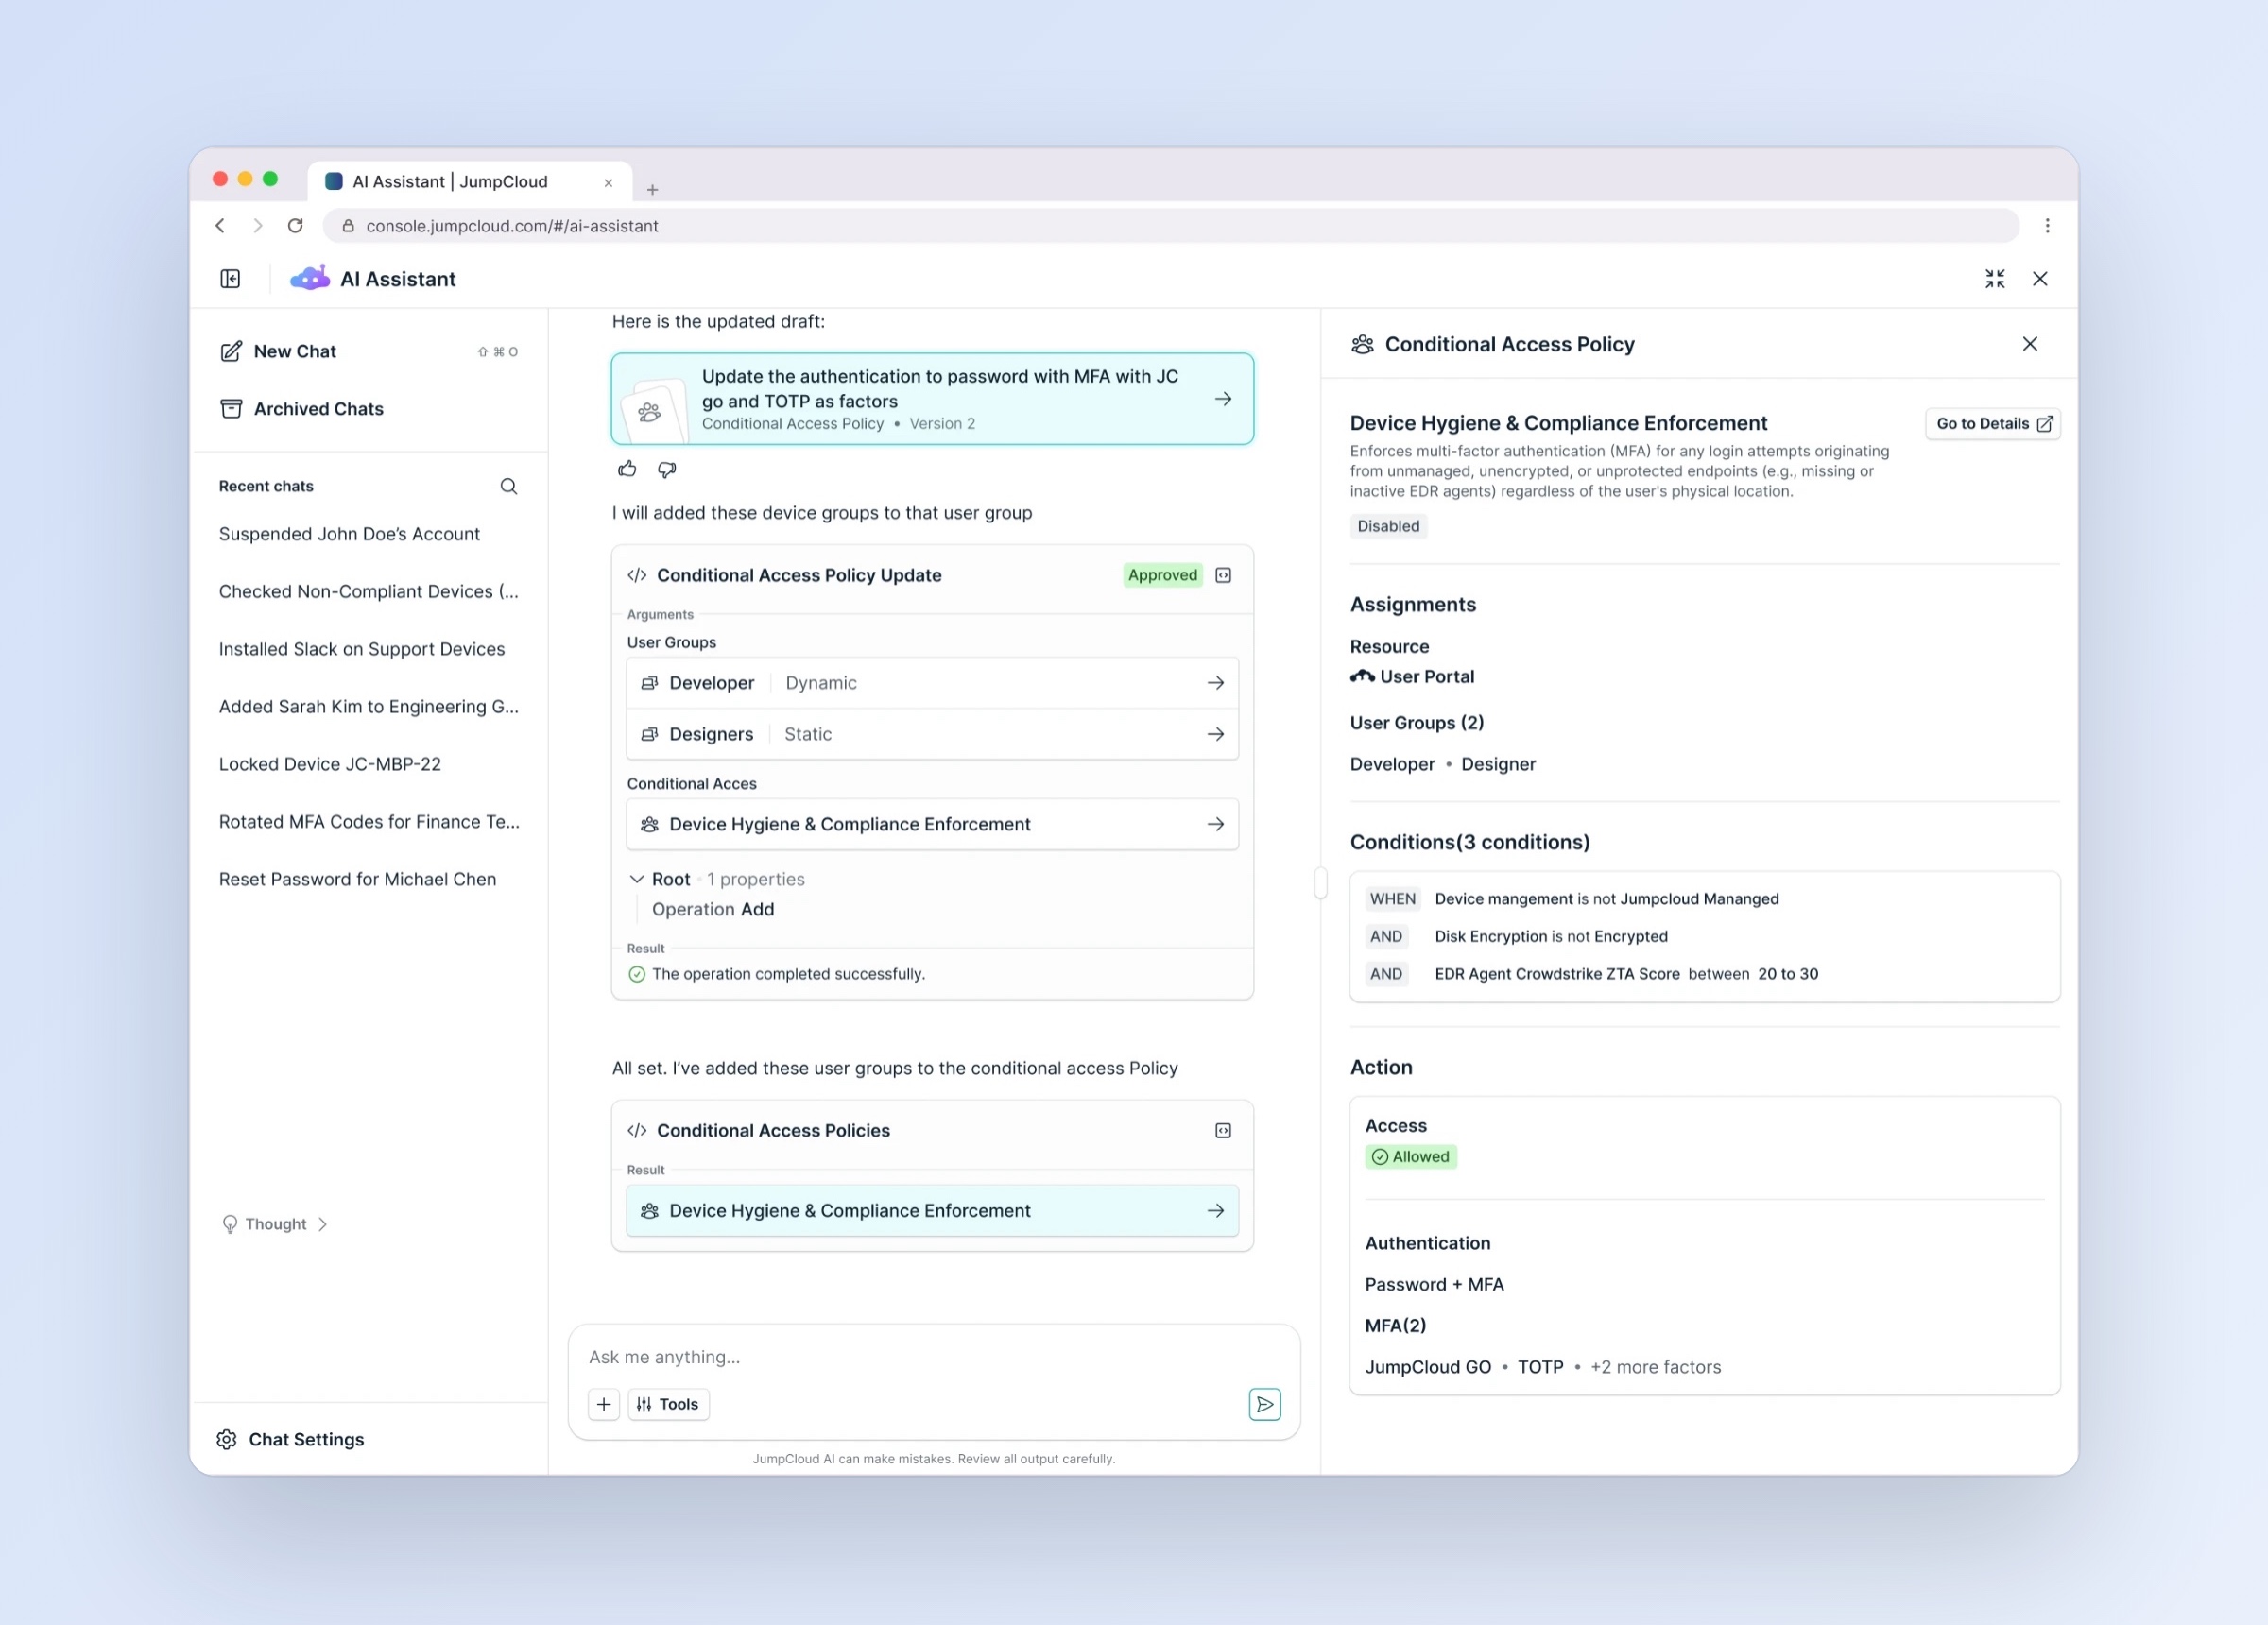 AI Assistant | JumpCloud
console.jumpcloud.com/#/ai-assistant
AI Assistant
New Chat ⇧ ⌘ O
Archived Chats
Recent chats
Suspended John Doe’s Account
Checked Non-Compliant Devices (...
Installed Slack on Support Devices
Added Sarah Kim to Engineering G...
Locked Device JC-MBP-22
Rotated MFA Codes for Finance Te...
Reset Password for Michael Chen
Thought
Chat Settings
Here is the updated draft:
Update the authentication to password with MFA with JC
go and TOTP as factors
Conditional Access Policy • Version 2
I will added these device groups to that user group
</> Conditional Access Policy Update Approved
Arguments
User Groups
Developer Dynamic
Designers Static
Conditional Acces
Device Hygiene & Compliance Enforcement
Root 1 properties
Operation Add
Result
The operation completed successfully.
All set. I’ve added these user groups to the conditional access Policy
</> Conditional Access Policies
Result
Device Hygiene & Compliance Enforcement
Ask me anything...
Tools
JumpCloud AI can make mistakes. Review all output carefully.
Conditional Access Policy
Device Hygiene & Compliance Enforcement
Go to Details
Enforces multi-factor authentication (MFA) for any login attempts originating
from unmanaged, unencrypted, or unprotected endpoints (e.g., missing or
inactive EDR agents) regardless of the user's physical location.
Disabled
Assignments
Resource
User Portal
User Groups (2)
Developer • Designer
Conditions(3 conditions)
WHEN Device mangement is not Jumpcloud Mananged
AND Disk Encryption is not Encrypted
AND EDR Agent Crowdstrike ZTA Score between 20 to 30
Action
Access
Allowed
Authentication
Password + MFA
MFA(2)
JumpCloud GO • TOTP • +2 more factors